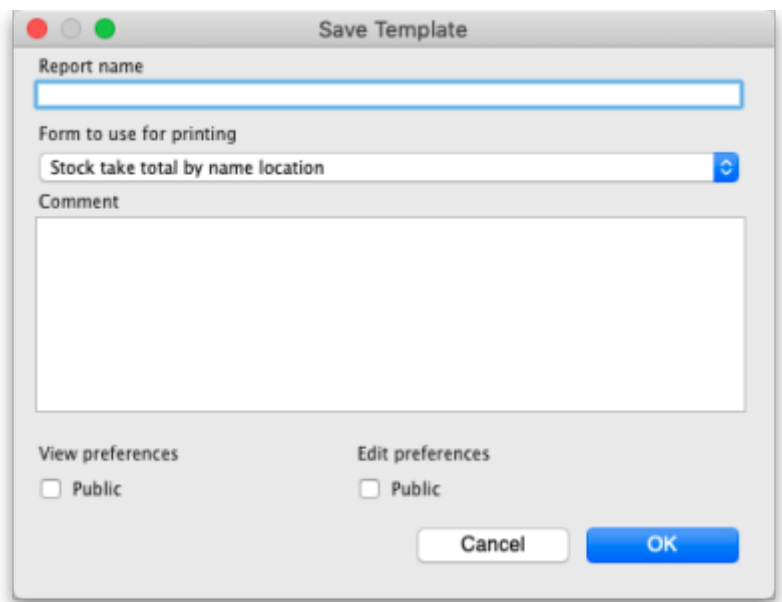 Save Template
Report name
Form to use for printing
Stock take total by name location
Comment
View preferences Edit preferences
Public Public
Cancel OK